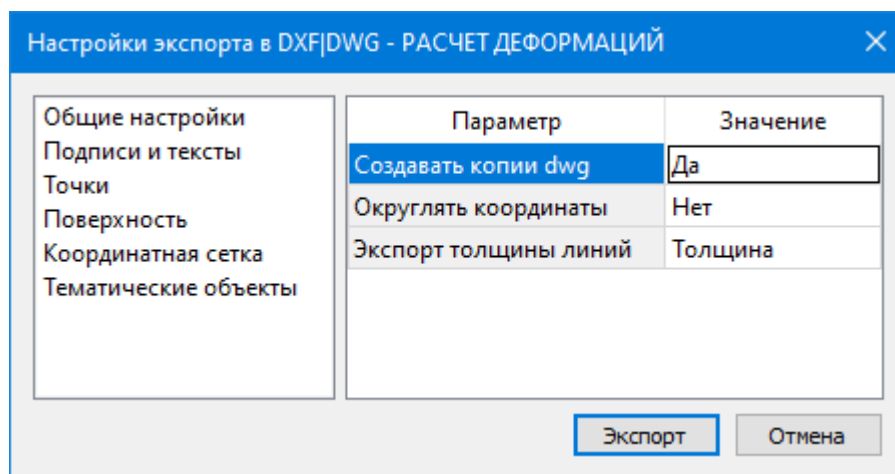 Настройки экспорта в DXF|DWG - РАСЧЕТ ДЕФОРМАЦИЙ
Общие настройки
Подписи и тексты
Точки
Поверхность
Координатная сетка
Тематические объекты
Параметр Значение
Создавать копии dwg Да
Округлять координаты Нет
Экспорт толщины линий Толщина
Экспорт Отмена